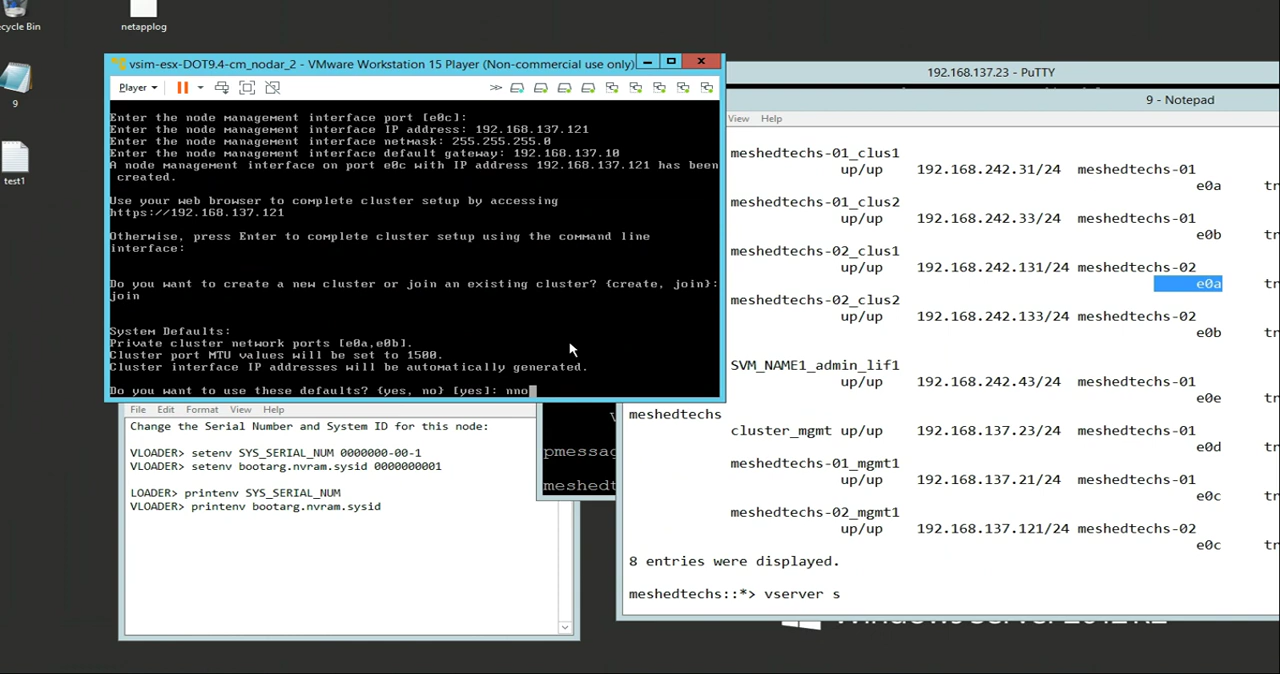 cycle Bin
netapplog
9
test1
vsim-esx-DOT9.4-cm_nodar_2 - VMware Workstation 15 Player (Non-commercial use only)
Player
Enter the node management interface port [e0c]:
Enter the node management interface IP address: 192.168.137.121
Enter the node management interface netmask: 255.255.255.0
Enter the node management interface default gateway: 192.168.137.10
A node management interface on port e0c with IP address 192.168.137.121 has been
created.
Use your web browser to complete cluster setup by accessing
https://192.168.137.121
Otherwise, press Enter to complete cluster setup using the command line
interface:
Do you want to create a new cluster or join an existing cluster? {create, join}:
join
System Defaults:
Private cluster network ports [e0a,e0b].
Cluster port MTU values will be set to 1500.
Cluster interface IP addresses will be automatically generated.
Do you want to use these defaults? {yes, no} [yes]: nno
File Edit Format View Help
Change the Serial Number and System ID for this node:
VLOADER> setenv SYS_SERIAL_NUM 0000000-00-1
VLOADER> setenv bootarg.nvram.sysid 0000000001
LOADER> printenv SYS_SERIAL_NUM
VLOADER> printenv bootarg.nvram.sysid
pmessag
meshedt
192.168.137.23 - PuTTY
9 - Notepad
View Help
meshedtechs-01_clus1
up/up 192.168.242.31/24 meshedtechs-01
e0a tr
meshedtechs-01_clus2
up/up 192.168.242.33/24 meshedtechs-01
e0b tr
meshedtechs-02_clus1
up/up 192.168.242.131/24 meshedtechs-02
e0a tr
meshedtechs-02_clus2
up/up 192.168.242.133/24 meshedtechs-02
e0b tr
SVM_NAME1_admin_lif1
up/up 192.168.242.43/24 meshedtechs-01
e0e tr
meshedtechs
cluster_mgmt up/up 192.168.137.23/24 meshedtechs-01
e0d tr
meshedtechs-01_mgmt1
up/up 192.168.137.21/24 meshedtechs-01
e0c tr
meshedtechs-02_mgmt1
up/up 192.168.137.121/24 meshedtechs-02
e0c tr
8 entries were displayed.
meshedtechs::*> vserver s